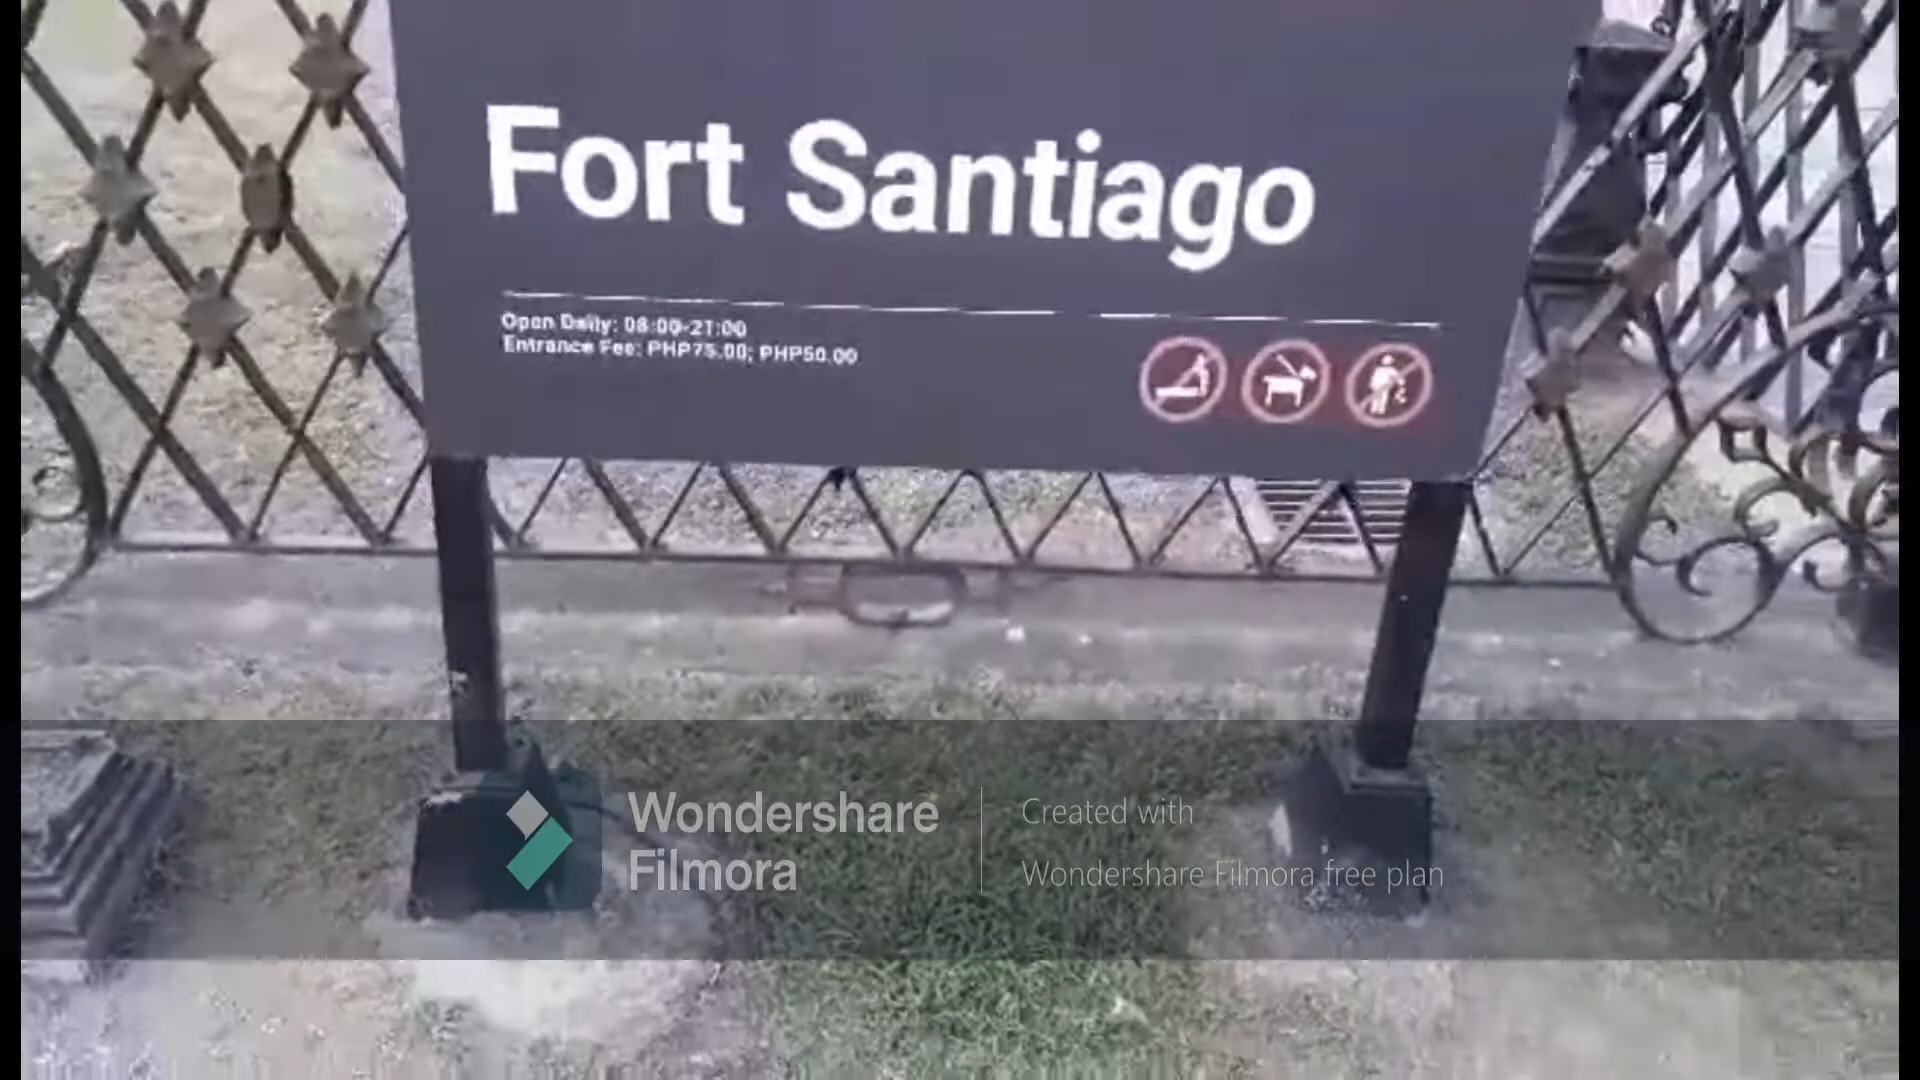 Fort Santiago
Open Daily: 08:00-21:00
Entrance Fee: PHP75.00; PHP50.00
Wondershare
Filmora
Created with
Wondershare Filmora free plan